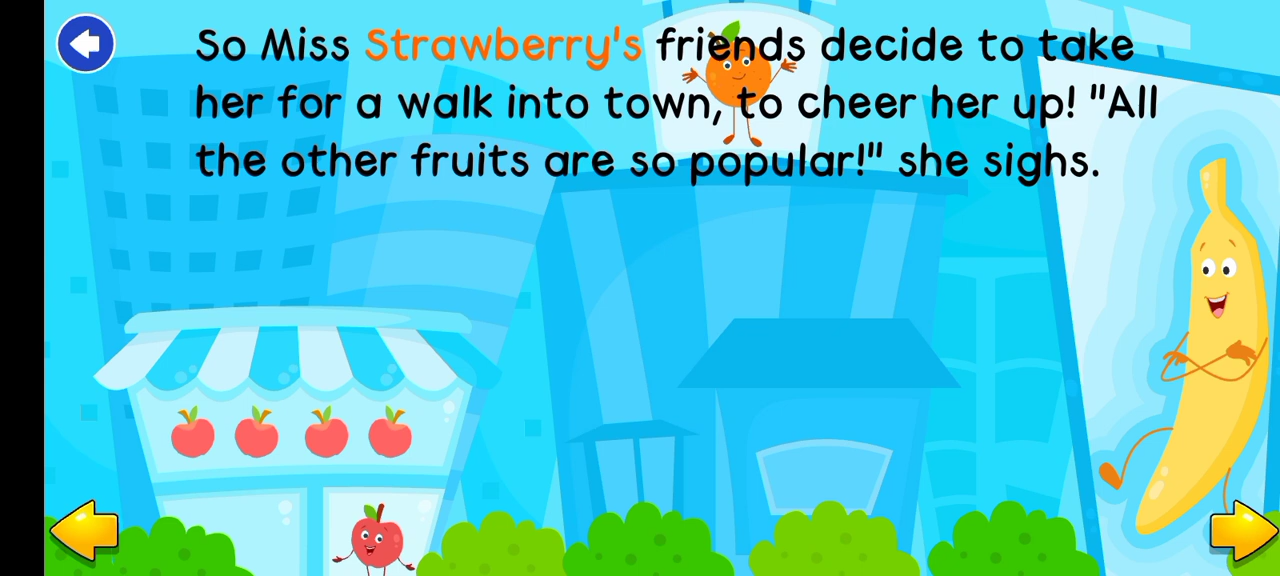 So Miss Strawberry's friends decide to take
her for a walk into town, to cheer her up! "All
the other fruits are so popular!" she sighs.